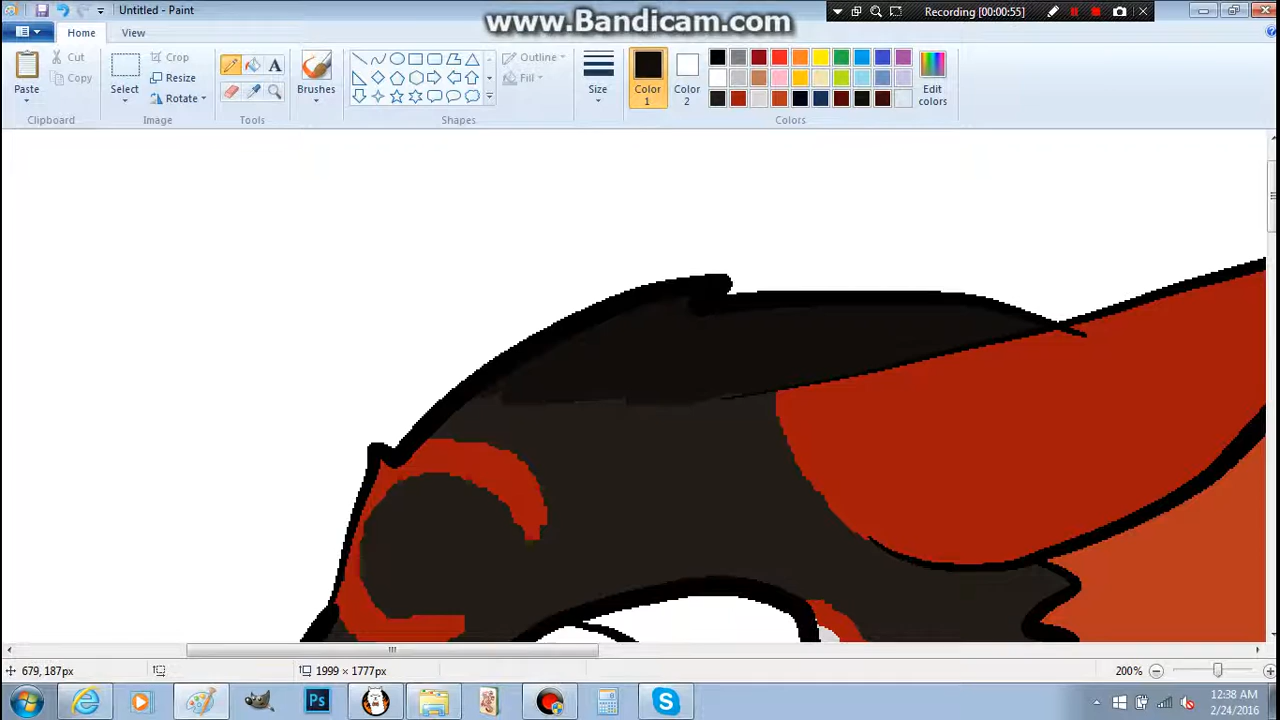 www.Bandicam.com
Recording [00:00:55]
Untitled - Paint
Home
View
Paste
Cut
Copy
Clipboard
Select
Crop
Resize
Rotate
Image
Tools
Brushes
Outline
Fill
Shapes
Size
Color
1
Color
2
Edit
colors
Colors
679, 187px
1999 × 1777px
200%
Ps
12:38 AM
2/24/2016